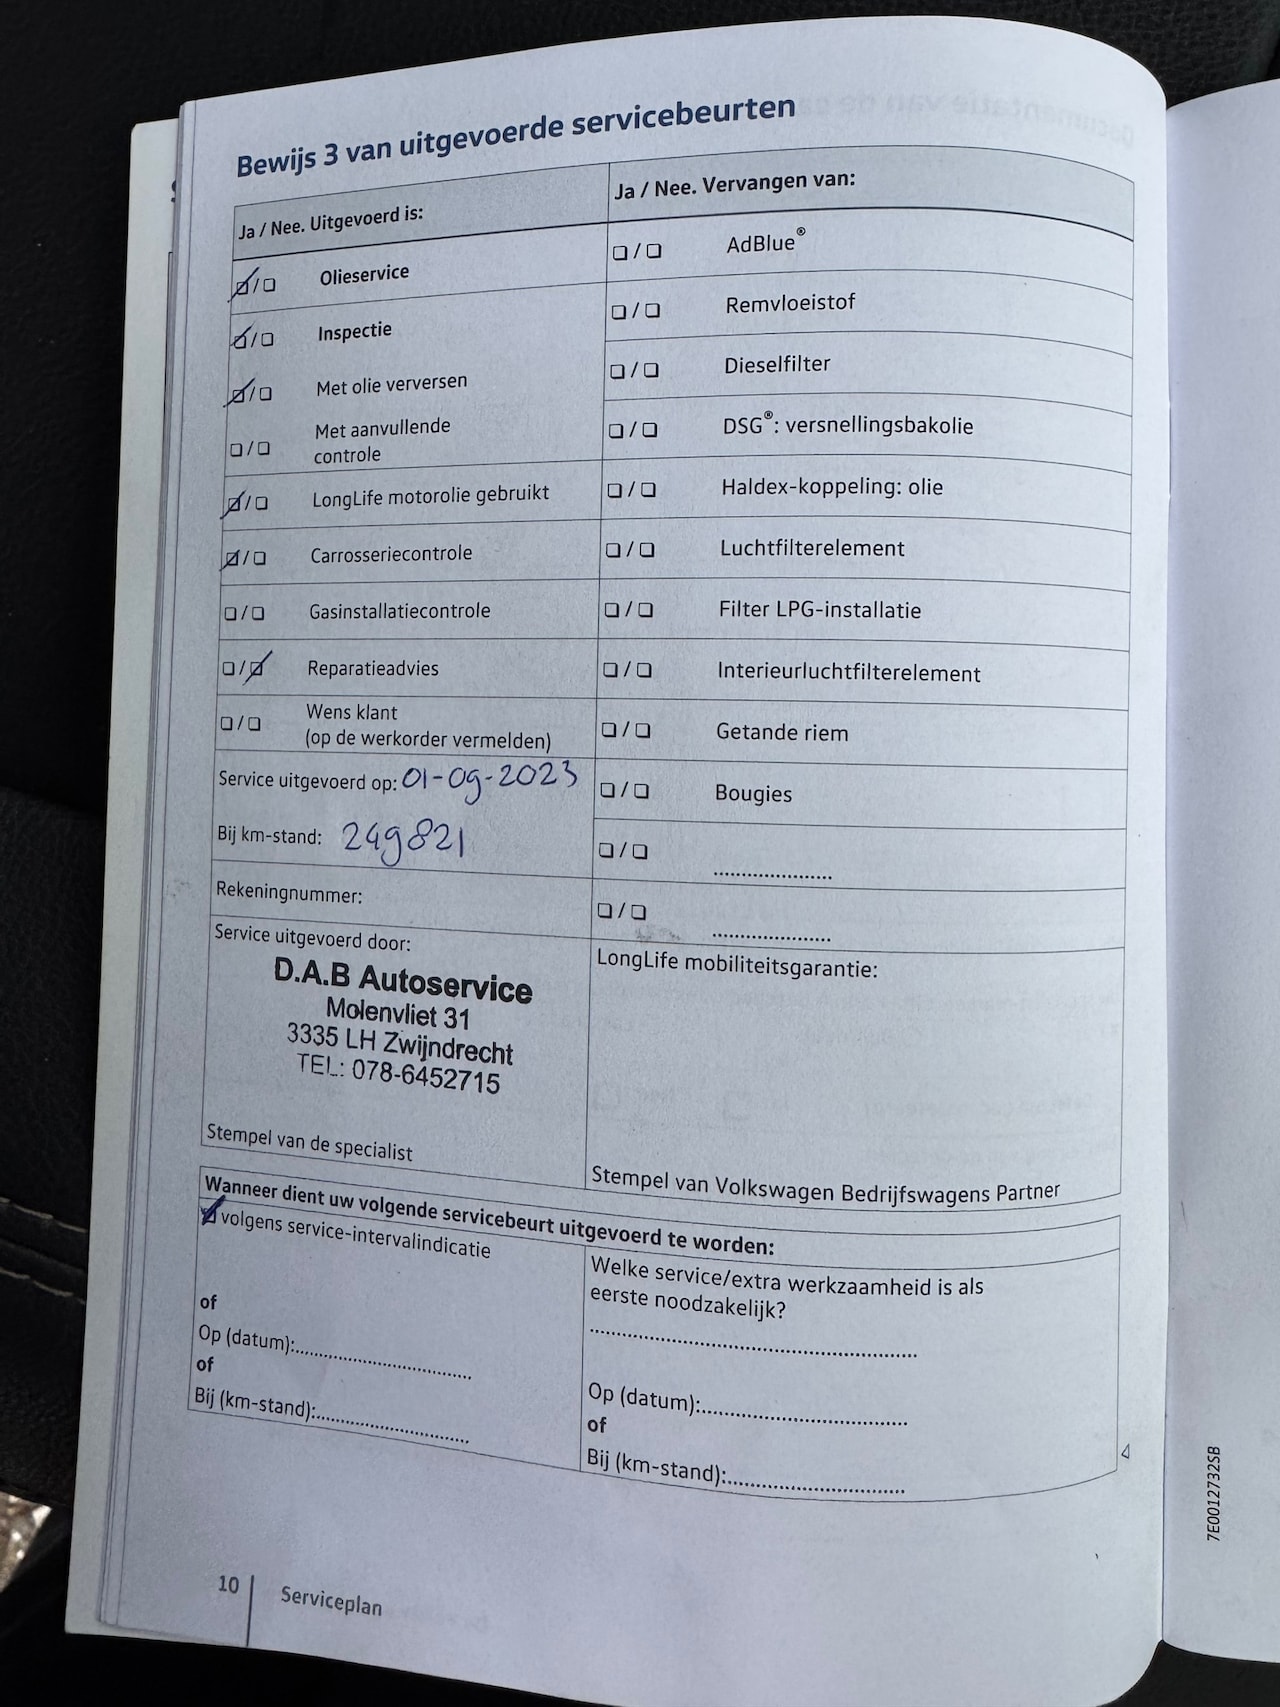 Bewijs 3 van uitgevoerde servicebeurten
Ja / Nee. Uitgevoerd is:
☑/☐ Olieservice
☑/☐ Inspectie
☑/☐ Met olie verversen
☐/☐ Met aanvullende
controle
☑/☐ LongLife motorolie gebruikt
☑/☐ Carrosseriecontrole
☐/☐ Gasinstallatiecontrole
☐/☑ Reparatieadvies
☐/☐ Wens klant
(op de werkorder vermelden)
Service uitgevoerd op: 01-09-2023
Bij km-stand: 249821
Rekeningnummer:
Service uitgevoerd door:
D.A.B Autoservice
Molenvliet 31
3335 LH Zwijndrecht
TEL: 078-6452715
Stempel van de specialist
Ja / Nee. Vervangen van:
☐/☐ AdBlue®
☐/☐ Remvloeistof
☐/☐ Dieselfilter
☐/☐ DSG®: versnellingsbakolie
☐/☐ Haldex-koppeling: olie
☐/☐ Luchtfilterelement
☐/☐ Filter LPG-installatie
☐/☐ Interieurluchtfilterelement
☐/☐ Getande riem
☐/☐ Bougies
☐/☐ ....................
☐/☐ ....................
LongLife mobiliteitsgarantie:
Stempel van Volkswagen Bedrijfswagens Partner
Wanneer dient uw volgende servicebeurt uitgevoerd te worden:
☑ volgens service-intervalindicatie
of
Op (datum):..............................
of
Bij (km-stand):..........................
Welke service/extra werkzaamheid is als
eerste noodzakelijk?
........................................................
Op (datum):...................................
of
Bij (km-stand):..............................
10 Serviceplan
7E0012732SB